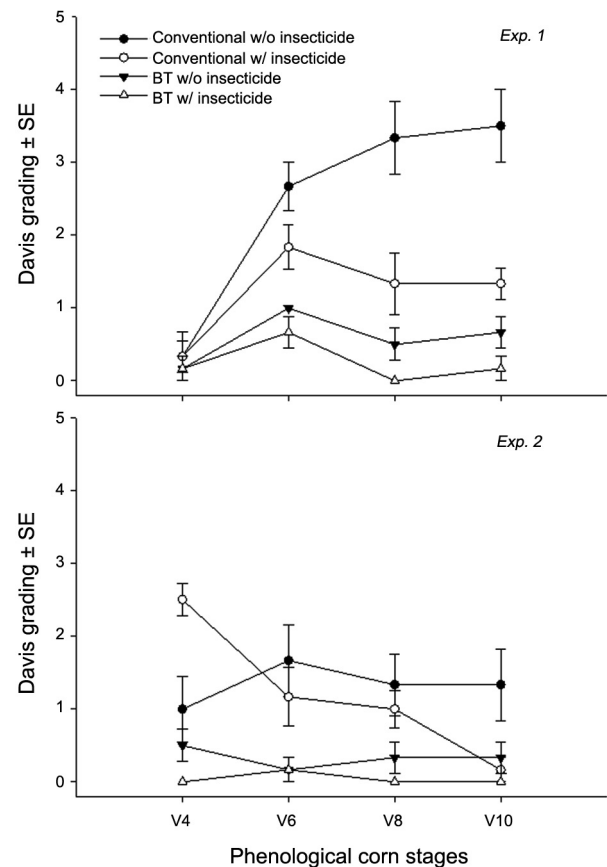 5
Conventional w/o insecticide
Exp. 1
Conventional w/ insecticide
BT w/o insecticide
BT w/ insecticide
4
3
2
1
0
Davis grading ± SE
5
Exp. 2
4
3
2
1
0
Davis grading ± SE
V4 V6 V8 V10
Phenological corn stages